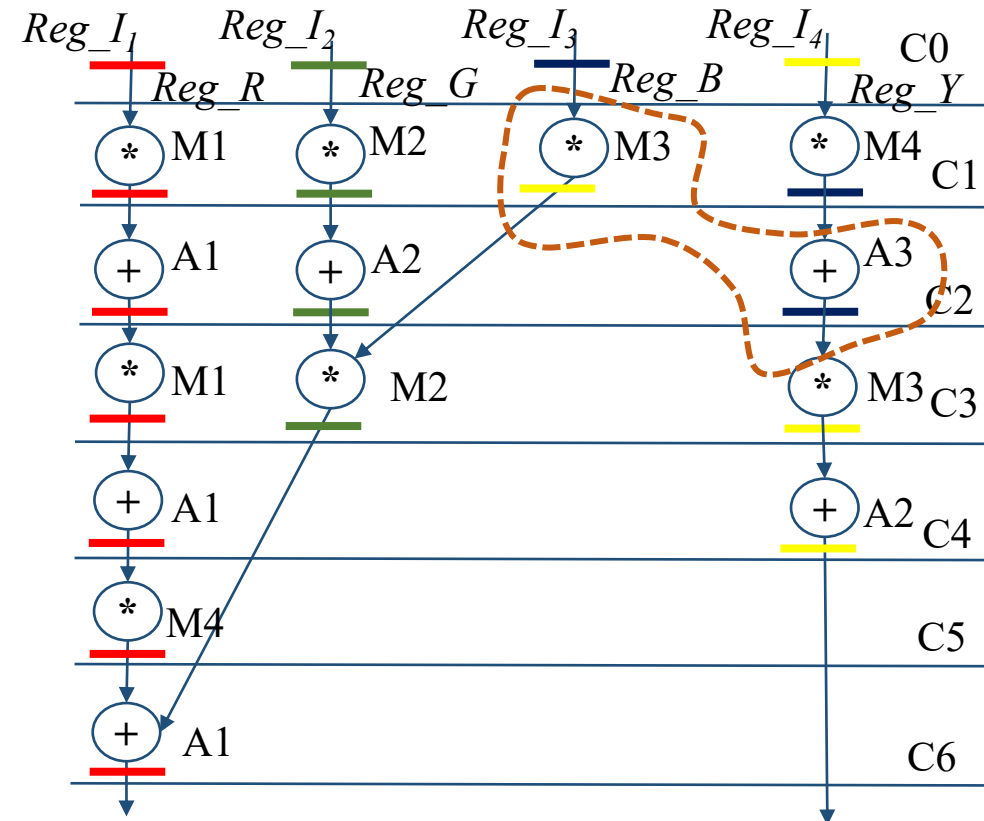 Reg_I1 Reg_I2 Reg_I3 Reg_I4 C0
Reg_R Reg_G Reg_B Reg_Y
* M1 * M2 * M3 * M4 C1
+ A1 + A2 + A3 C2
* M1 * M2 * M3 C3
+ A1 + A2 C4
* M4 C5
+ A1 C6